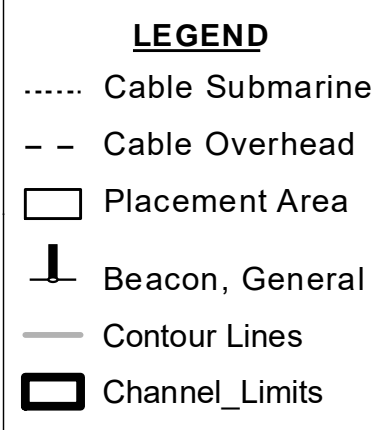 LEGEND
Cable Submarine
Cable Overhead
Placement Area
Beacon, General
Contour Lines
Channel_Limits